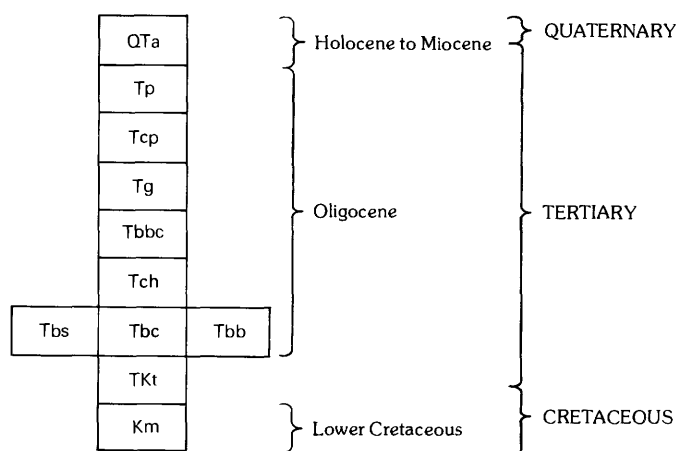 QTa
Holocene to Miocene
QUATERNARY
Tp
Tcp
Tg
Oligocene
TERTIARY
Tbbc
Tch
Tbs Tbc Tbb
TKt
Km
Lower Cretaceous
CRETACEOUS